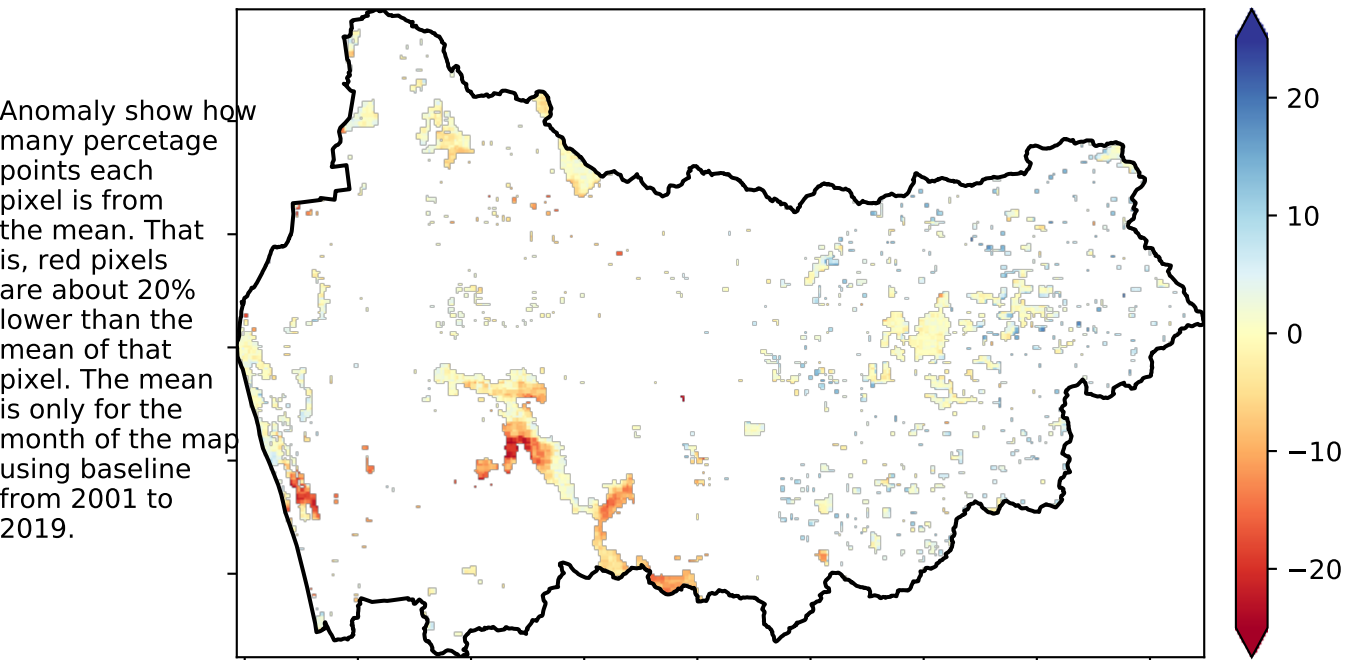 Anomaly show how
many percetage
points each
pixel is from
the mean. That
is, red pixels
are about 20%
lower than the
mean of that
pixel. The mean
is only for the
month of the map
using baseline
from 2001 to
2019.
20
10
0
−10
−20